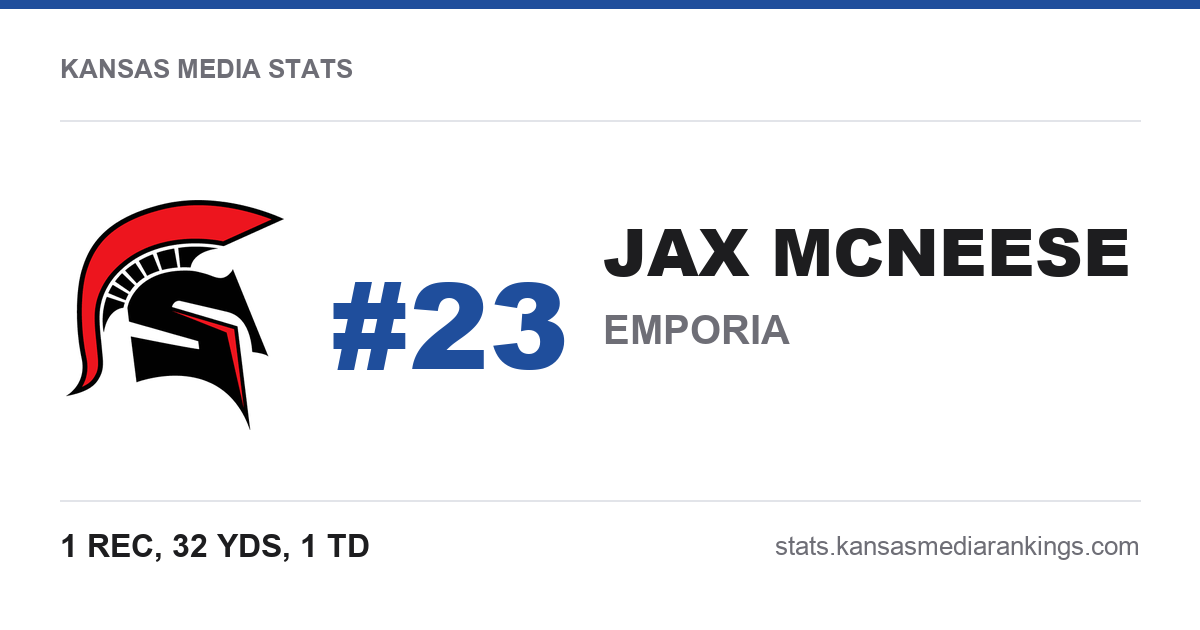 KANSAS MEDIA STATS
#23
JAX MCNEESE
EMPORIA
1 REC, 32 YDS, 1 TD
stats.kansasmediarankings.com